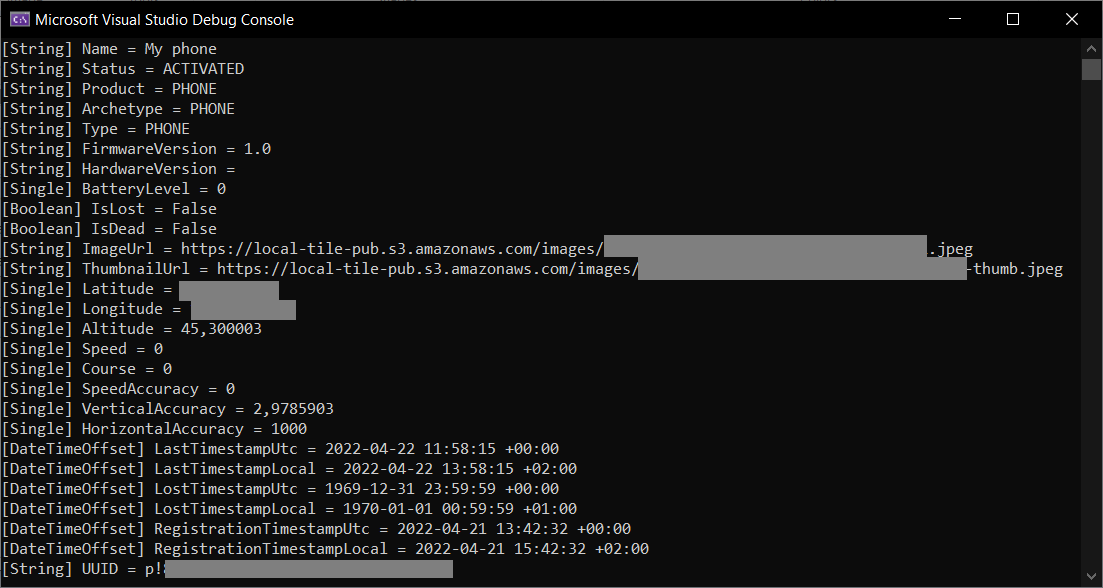 Microsoft Visual Studio Debug Console
[String] Name = My phone
[String] Status = ACTIVATED
[String] Product = PHONE
[String] Archetype = PHONE
[String] Type = PHONE
[String] FirmwareVersion = 1.0
[String] HardwareVersion =
[Single] BatteryLevel = 0
[Boolean] IsLost = False
[Boolean] IsDead = False
[String] ImageUrl = https://local-tile-pub.s3.amazonaws.com/images/ .jpeg
[String] ThumbnailUrl = https://local-tile-pub.s3.amazonaws.com/images/ -thumb.jpeg
[Single] Latitude =
[Single] Longitude =
[Single] Altitude = 45,300003
[Single] Speed = 0
[Single] Course = 0
[Single] SpeedAccuracy = 0
[Single] VerticalAccuracy = 2,9785903
[Single] HorizontalAccuracy = 1000
[DateTimeOffset] LastTimestampUtc = 2022-04-22 11:58:15 +00:00
[DateTimeOffset] LastTimestampLocal = 2022-04-22 13:58:15 +02:00
[DateTimeOffset] LostTimestampUtc = 1969-12-31 23:59:59 +00:00
[DateTimeOffset] LostTimestampLocal = 1970-01-01 00:59:59 +01:00
[DateTimeOffset] RegistrationTimestampUtc = 2022-04-21 13:42:32 +00:00
[DateTimeOffset] RegistrationTimestampLocal = 2022-04-21 15:42:32 +02:00
[String] UUID = p!